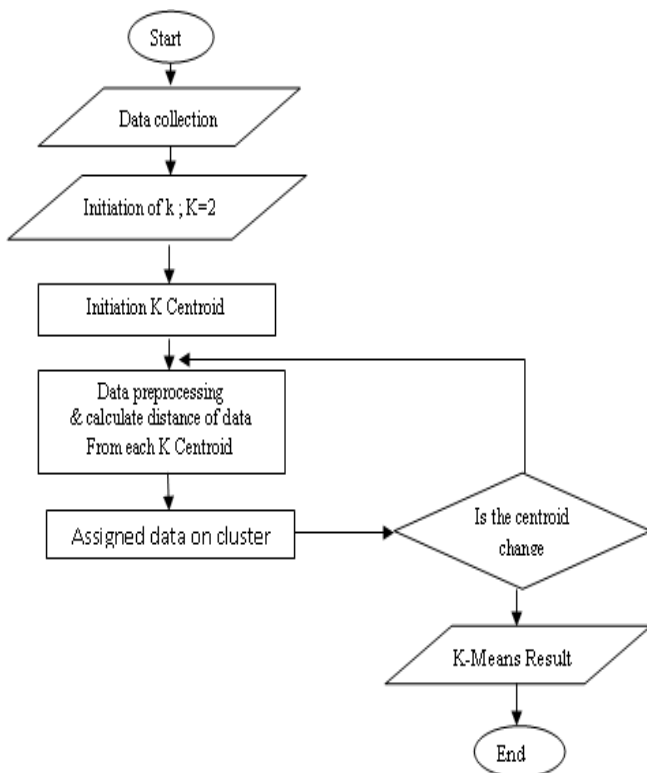 Start
Data collection
Initiation of k ; K=2
Initiation K Centroid
Data preprocessing
& calculate distance of data
From each K Centroid
Assigned data on cluster
Is the centroid
change
K-Means Result
End